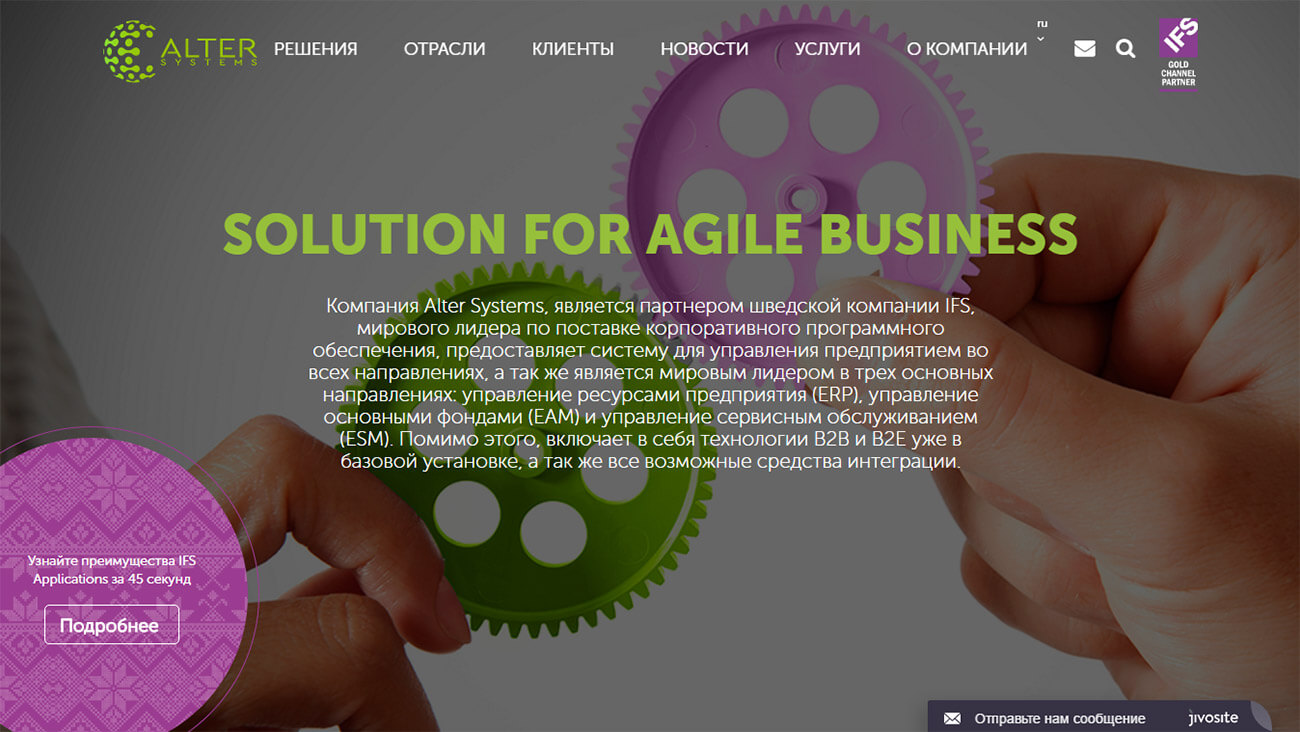 ALTER
SYSTEMS
РЕШЕНИЯ
ОТРАСЛИ
КЛИЕНТЫ
НОВОСТИ
УСЛУГИ
О КОМПАНИИ
ru
IFS
GOLD
CHANNEL
PARTNER
SOLUTION FOR AGILE BUSINESS
Компания Alter Systems, является партнером шведской компании IFS,
мирового лидера по поставке корпоративного программного
обеспечения, предоставляет систему для управления предприятием во
всех направлениях, а так же является мировым лидером в трех основных
направлениях: управление ресурсами предприятия (ERP), управление
основными фондами (EAM) и управление сервисным обслуживанием
(ESM). Помимо этого, включает в себя технологии B2B и B2E уже в
базовой установке, а так же все возможные средства интеграции.
Узнайте преимущества IFS
Applications за 45 секунд
Подробнее
Отправьте нам сообщение
jivosite